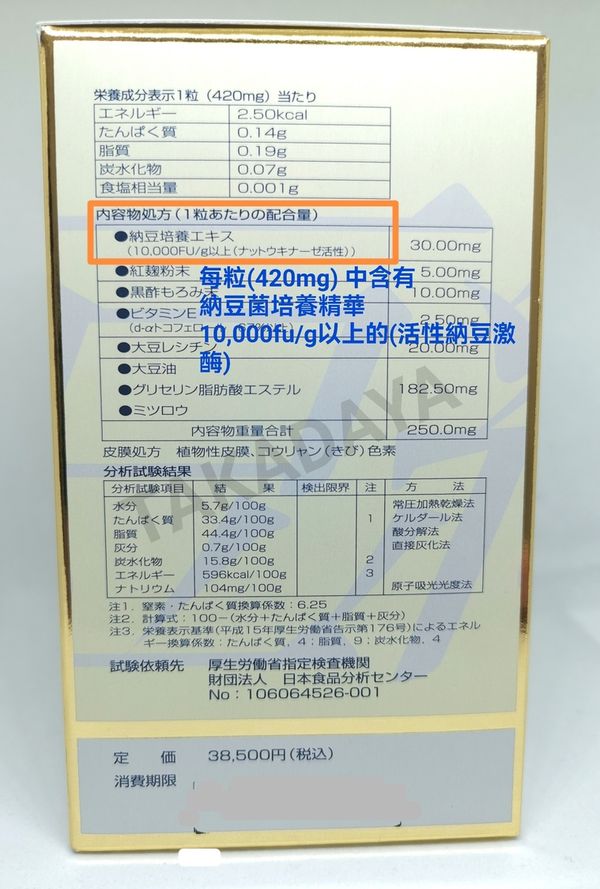 栄養成分表示1粒（420mg）当たり
エネルギー 2.50kcal
たんぱく質 0.14g
脂質 0.19g
炭水化物 0.07g
食塩相当量 0.001g
内容物処方（1粒あたりの配合量）
●納豆培養エキス
（10,000FU/g以上（ナットウキナーゼ活性）） 30.00mg
●紅麹粉末 5.00mg
每粒(420mg) 中含有
●黒酢もろみ末 10.00mg
納豆菌培養精華
●ビタミンE 2.50mg
（d-αトコフェロール
10,000fu/g以上的(活性納豆激
●大豆レシチン 20.00mg
酶)
●大豆油
●グリセリン脂肪酸エステル 182.50mg
●ミツロウ
内容物重量合計 250.0mg
皮膜処方 植物性皮膜、コウリャン（きび）色素
TAKADAYA
分析試験結果
分析試験項目 結果 検出限界 注 方法
水分 5.7g/100g 常圧加熱乾燥法
たんぱく質 33.4g/100g 1 ケルダール法
脂質 44.4g/100g 酸分解法
灰分 0.7g/100g 直接灰化法
炭水化物 15.8g/100g 2
エネルギー 596kcal/100g 3
ナトリウム 104mg/100g 原子吸光光度法
注1．窒素・たんぱく質換算係数：6.25
注2．計算式：100－（水分＋たんぱく質＋脂質＋灰分）
注3．栄養表示基準（平成15年厚生労働省告示第176号）によるエネル
ギー換算係数：たんぱく質，4；脂質，9；炭水化物，4
試験依頼先 厚生労働省指定検査機関
財団法人 日本食品分析センター
No：106064526-001
定価 38,500円（税込）
消費期限